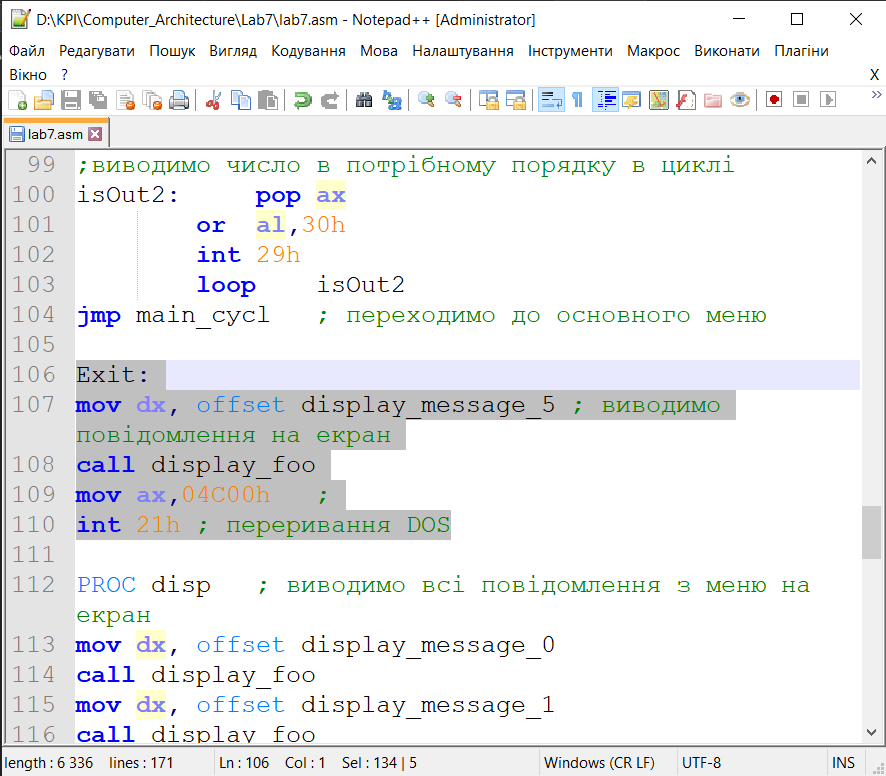 D:\KPI\Computer_Architecture\Lab7\lab7.asm - Notepad++ [Administrator]
Файл Редагувати Пошук Вигляд Кодування Мова Налаштування Інструменти Макрос Виконати Плагіни
Вікно ? X
lab7.asm
99 ;виводимо число в потрібному порядку в циклі
100 isOut2: pop ax
101 or al,30h
102 int 29h
103 loop isOut2
104 jmp main_cycl ; переходимо до основного меню
105
106 Exit:
107 mov dx, offset display_message_5 ; виводимо
повідомлення на екран
108 call display_foo
109 mov ax,04C00h ;
110 int 21h ; переривання DOS
111
112 PROC disp ; виводимо всі повідомлення з меню на
екран
113 mov dx, offset display_message_0
114 call display_foo
115 mov dx, offset display_message_1
116 call display_foo
length : 6 336 lines : 171 Ln : 106 Col : 1 Sel : 134 | 5 Windows (CR LF) UTF-8 INS